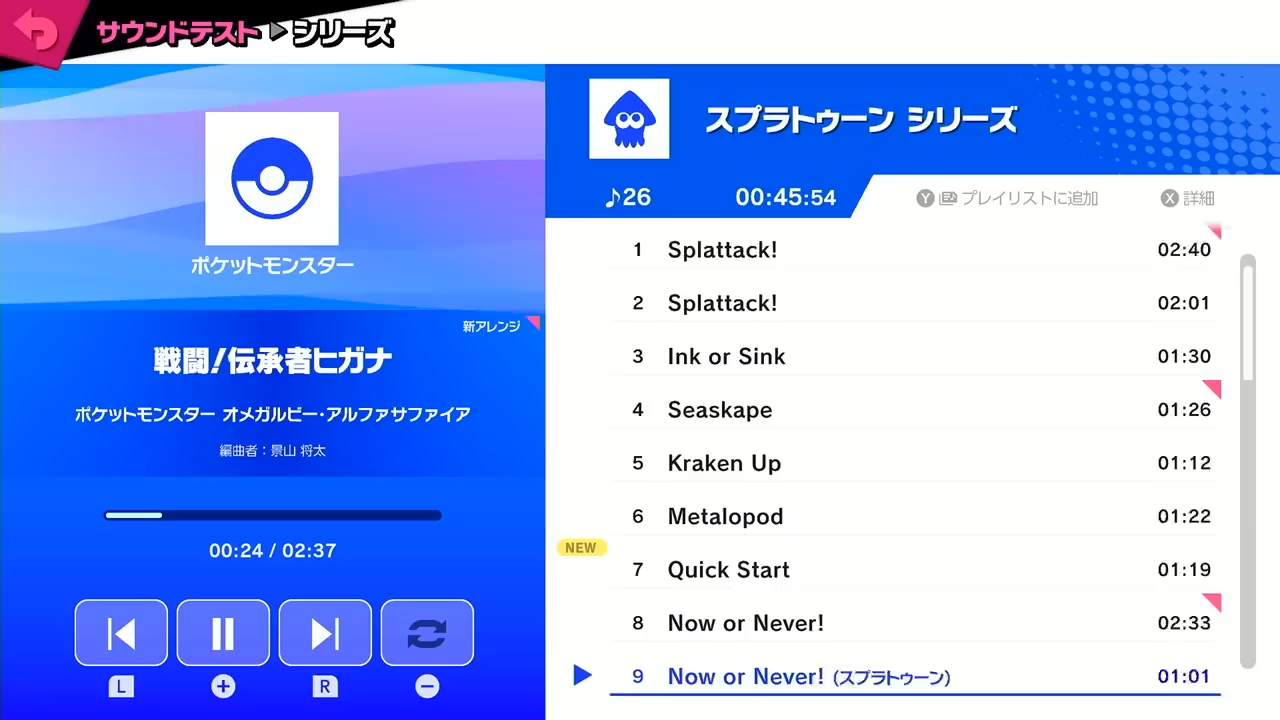 サウンドテスト ▶ シリーズ
ポケットモンスター
新アレンジ
戦闘!伝承者ヒガナ
ポケットモンスター オメガルビー・アルファサファイア
編曲者:景山 将太
00:24 / 02:37
L
+
R
−
スプラトゥーン シリーズ
♪26 00:45:54
Y プレイリストに追加 X 詳細
1 Splattack! 02:40
2 Splattack! 02:01
3 Ink or Sink 01:30
4 Seaskape 01:26
5 Kraken Up 01:12
6 Metalopod 01:22
NEW
7 Quick Start 01:19
8 Now or Never! 02:33
9 Now or Never! (スプラトゥーン) 01:01